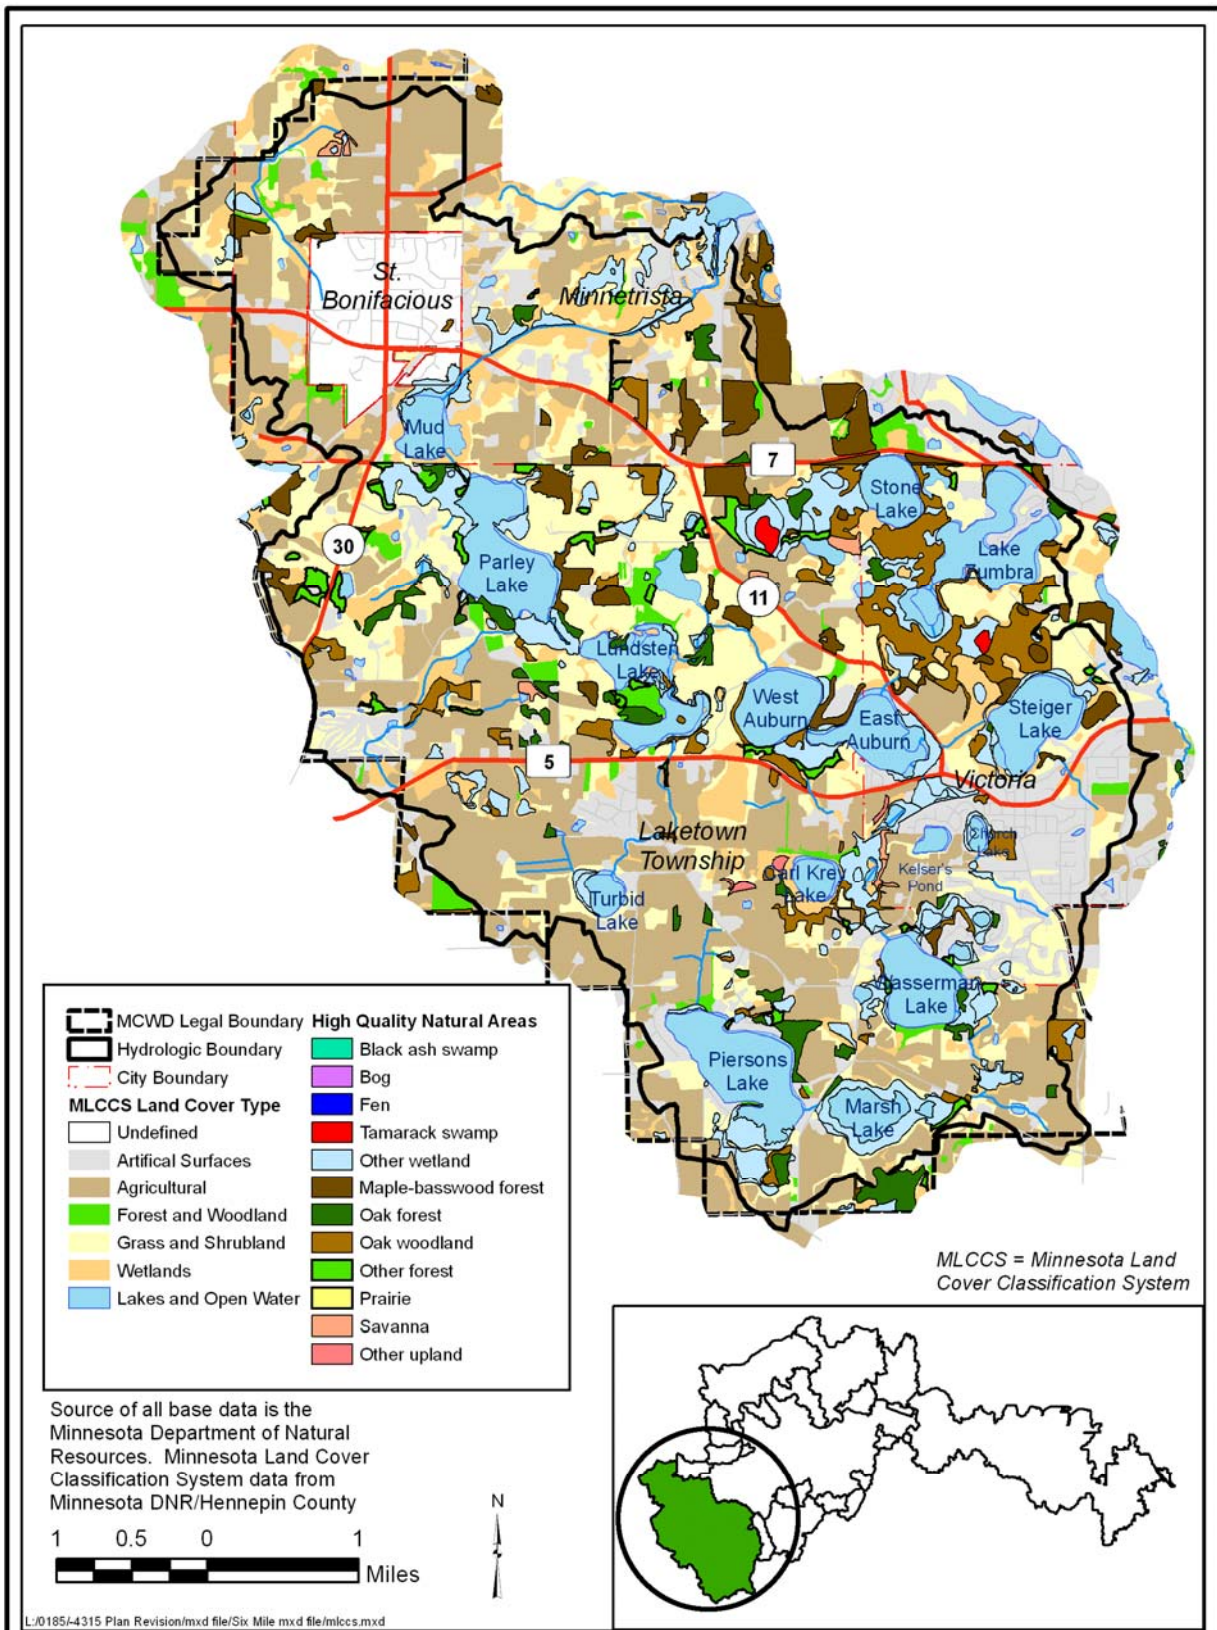 St.
Bonifacious
Minnetrista
Mud
Lake
7
Stone
Lake
30
Parley
Lake
Lake
Zumbra
11
Lundsten
Lake
West
Auburn
East
Auburn
Steiger
Lake
5
Victoria
Laketown
Township
Church
Lake
Carl Krey
Lake
Kelser's
Pond
Turbid
Lake
Wasserman
Lake
Piersons
Lake
Marsh
Lake
MCWD Legal Boundary
Hydrologic Boundary
City Boundary
MLCCS Land Cover Type
Undefined
Artifical Surfaces
Agricultural
Forest and Woodland
Grass and Shrubland
Wetlands
Lakes and Open Water
High Quality Natural Areas
Black ash swamp
Bog
Fen
Tamarack swamp
Other wetland
Maple-basswood forest
Oak forest
Oak woodland
Other forest
Prairie
Savanna
Other upland
MLCCS = Minnesota Land
Cover Classification System
Source of all base data is the
Minnesota Department of Natural
Resources. Minnesota Land Cover
Classification System data from
Minnesota DNR/Hennepin County
1 0.5 0 1
Miles
N
L:/0185/-4315 Plan Revision/mxd file/Six Mile mxd file/mlccs.mxd